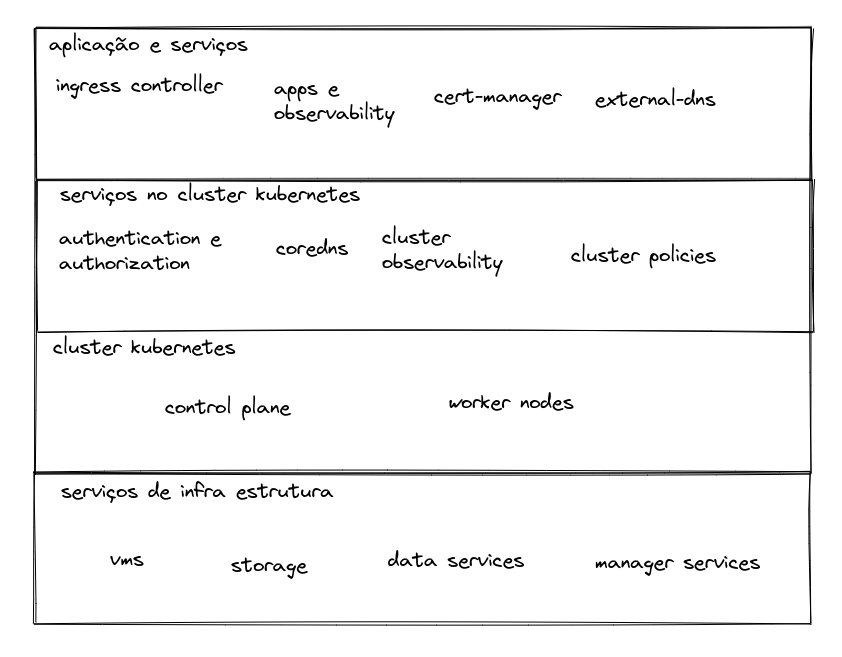 aplicação e serviços
ingress controller
apps e
observability
cert-manager
external-dns
serviços no cluster kubernetes
authentication e
authorization
coredns
cluster
observability
cluster policies
cluster kubernetes
control plane
worker nodes
serviços de infra estrutura
vms
storage
data services
manager services